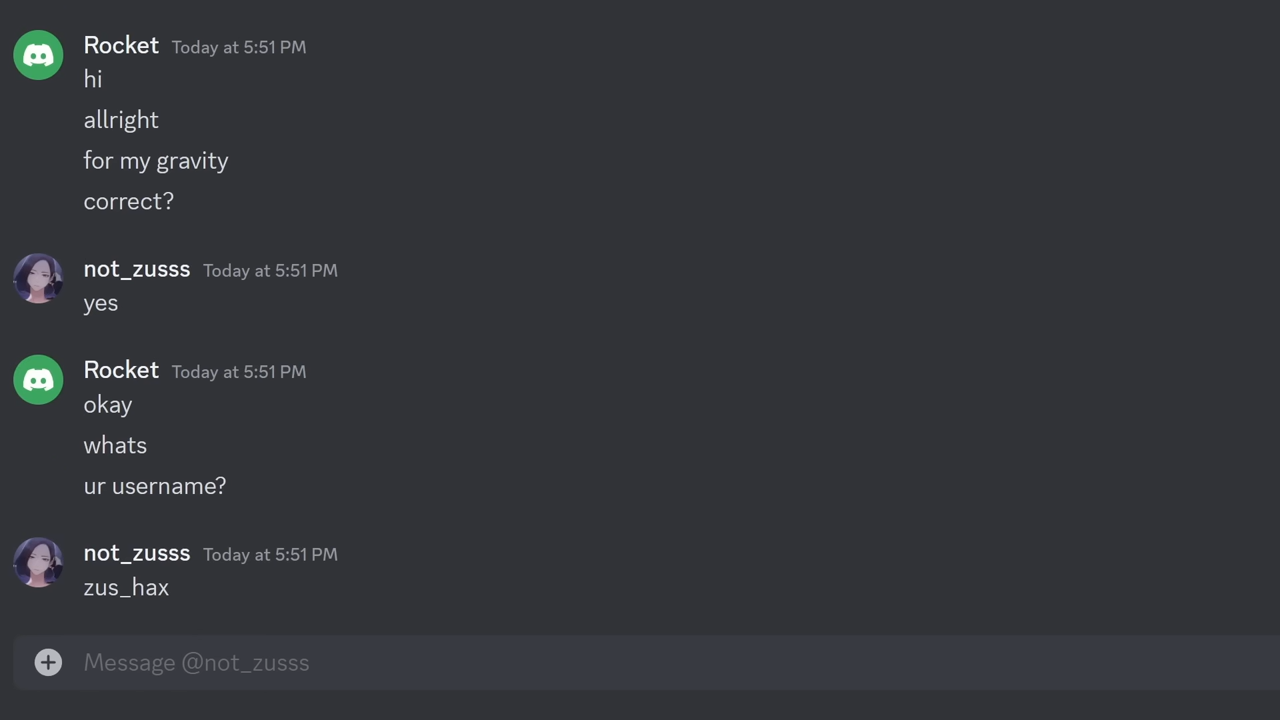 Rocket Today at 5:51 PM
hi
allright
for my gravity
correct?
not_zusss Today at 5:51 PM
yes
Rocket Today at 5:51 PM
okay
whats
ur username?
not_zusss Today at 5:51 PM
zus_hax
Message @not_zusss